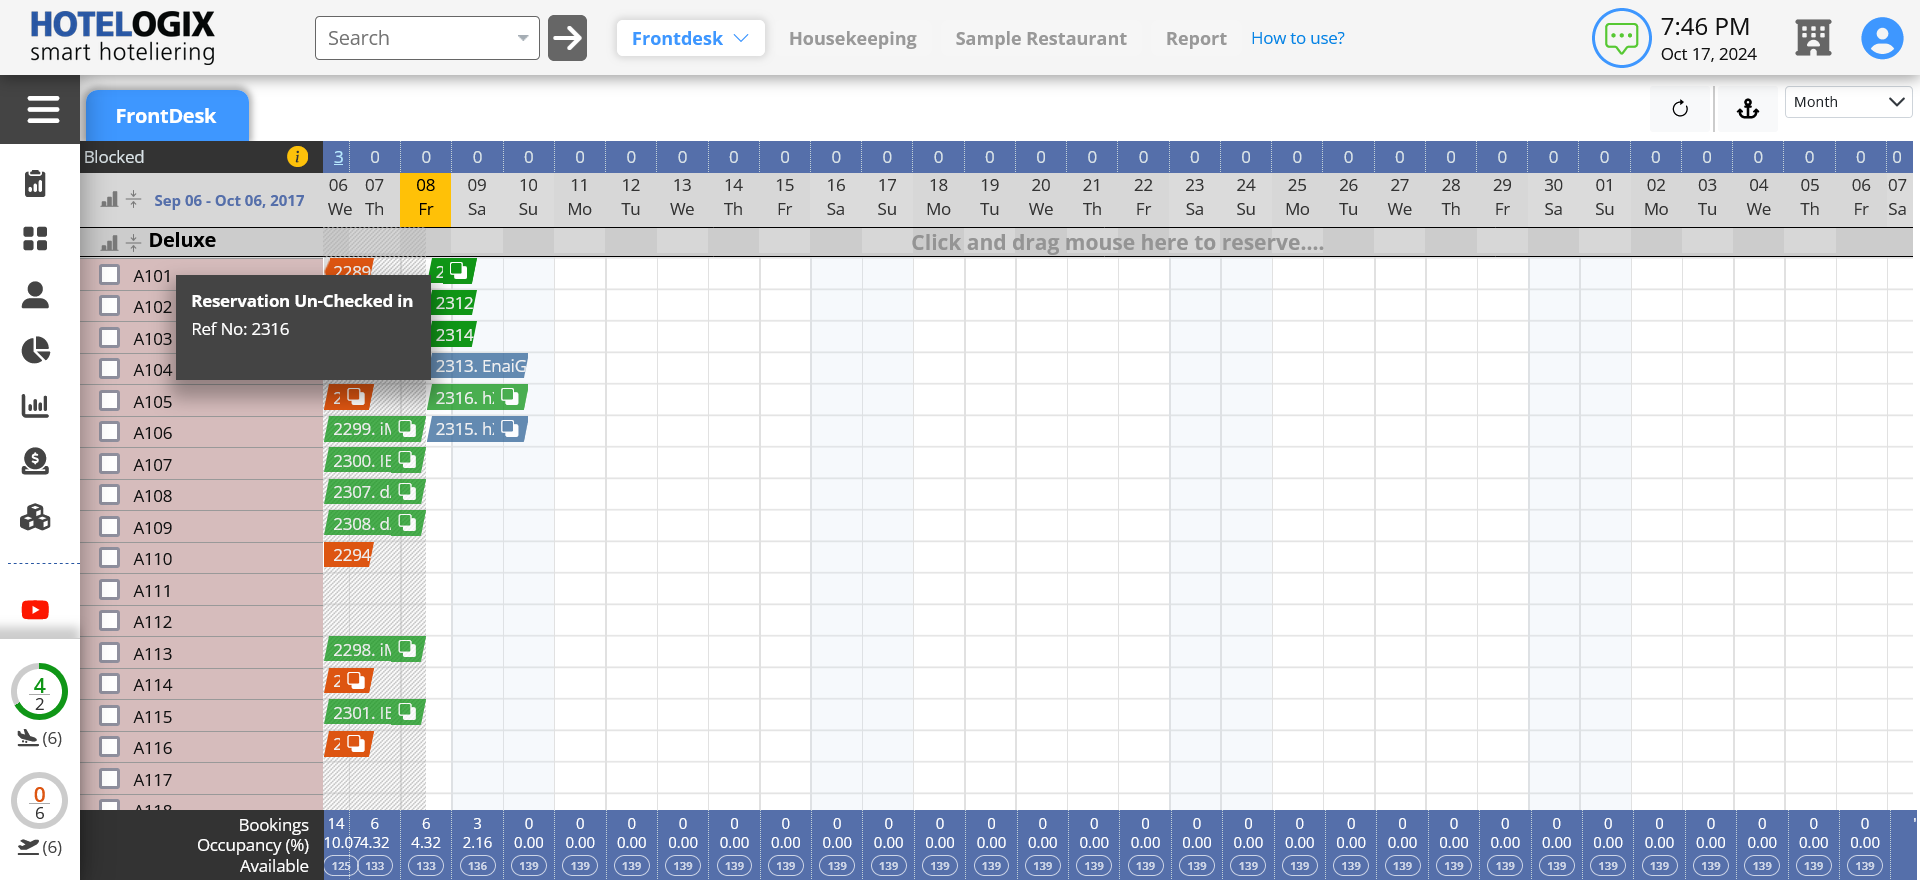 HOTELOGIX
smart hoteliering
Search
Frontdesk
Housekeeping
Sample Restaurant
Report
How to use?
7:46 PM
Oct 17, 2024
FrontDesk
Month
Blocked 3 0 0 0 0 0 0 0 0 0 0 0 0 0 0 0 0 0 0 0 0 0 0 0 0 0 0 0 0 0 0 0
Sep 06 - Oct 06, 2017
06 07 08 09 10 11 12 13 14 15 16 17 18 19 20 21 22 23 24 25 26 27 28 29 30 01 02 03 04 05 06 07
We Th Fr Sa Su Mo Tu We Th Fr Sa Su Mo Tu We Th Fr Sa Su Mo Tu We Th Fr Sa Su Mo Tu We Th Fr Sa
Deluxe
Click and drag mouse here to reserve....
A101 2289 2
A102 2312
A103 2314
A104 2313. EnaiG
A105 2 2316. h
A106 2299. iM 2315. h
A107 2300. IE
A108 2307. d.
A109 2308. d.
A110 2294
A111
A112
A113 2298. iM
A114 2
A115 2301. IE
A116 2
A117
A118
Reservation Un-Checked in
Ref No: 2316
4
2
(6)
0
6
(6)
Bookings 14 6 6 3 0 0 0 0 0 0 0 0 0 0 0 0 0 0 0 0 0 0 0 0 0 0 0 0 0 0 0
Occupancy (%) 10.07 4.32 4.32 2.16 0.00 0.00 0.00 0.00 0.00 0.00 0.00 0.00 0.00 0.00 0.00 0.00 0.00 0.00 0.00 0.00 0.00 0.00 0.00 0.00 0.00 0.00 0.00 0.00 0.00 0.00 0.00
Available 125 133 133 136 139 139 139 139 139 139 139 139 139 139 139 139 139 139 139 139 139 139 139 139 139 139 139 139 139 139 139